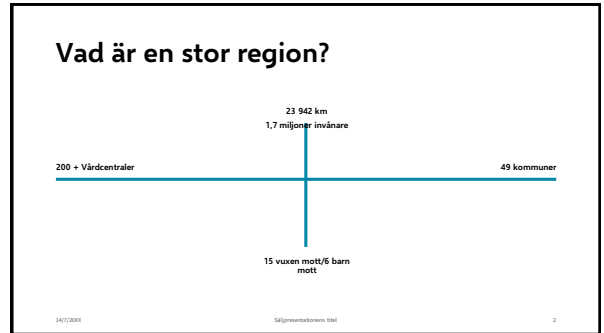 Vad är en stor region?
23 942 km
1,7 miljoner invånare
200 + Vårdcentraler
49 kommuner
15 vuxen mott/6 barn
mott
14/7/20XX
Säljpresentationens titel
2